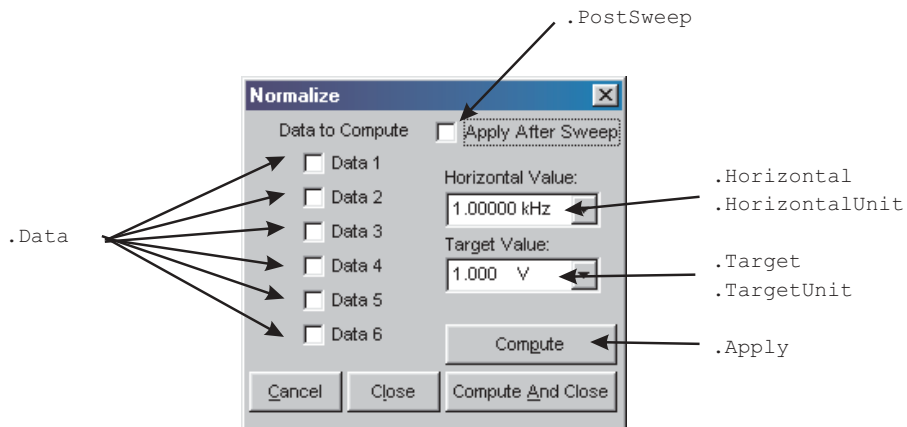 .PostSweep
Normalize
Data to Compute
Apply After Sweep
Data 1
Data 2
Data 3
Data 4
Data 5
Data 6
Horizontal Value:
1.00000 kHz
Target Value:
1.000 V
Compute
Cancel
Close
Compute And Close
.Data
.Horizontal
.HorizontalUnit
.Target
.TargetUnit
.Apply